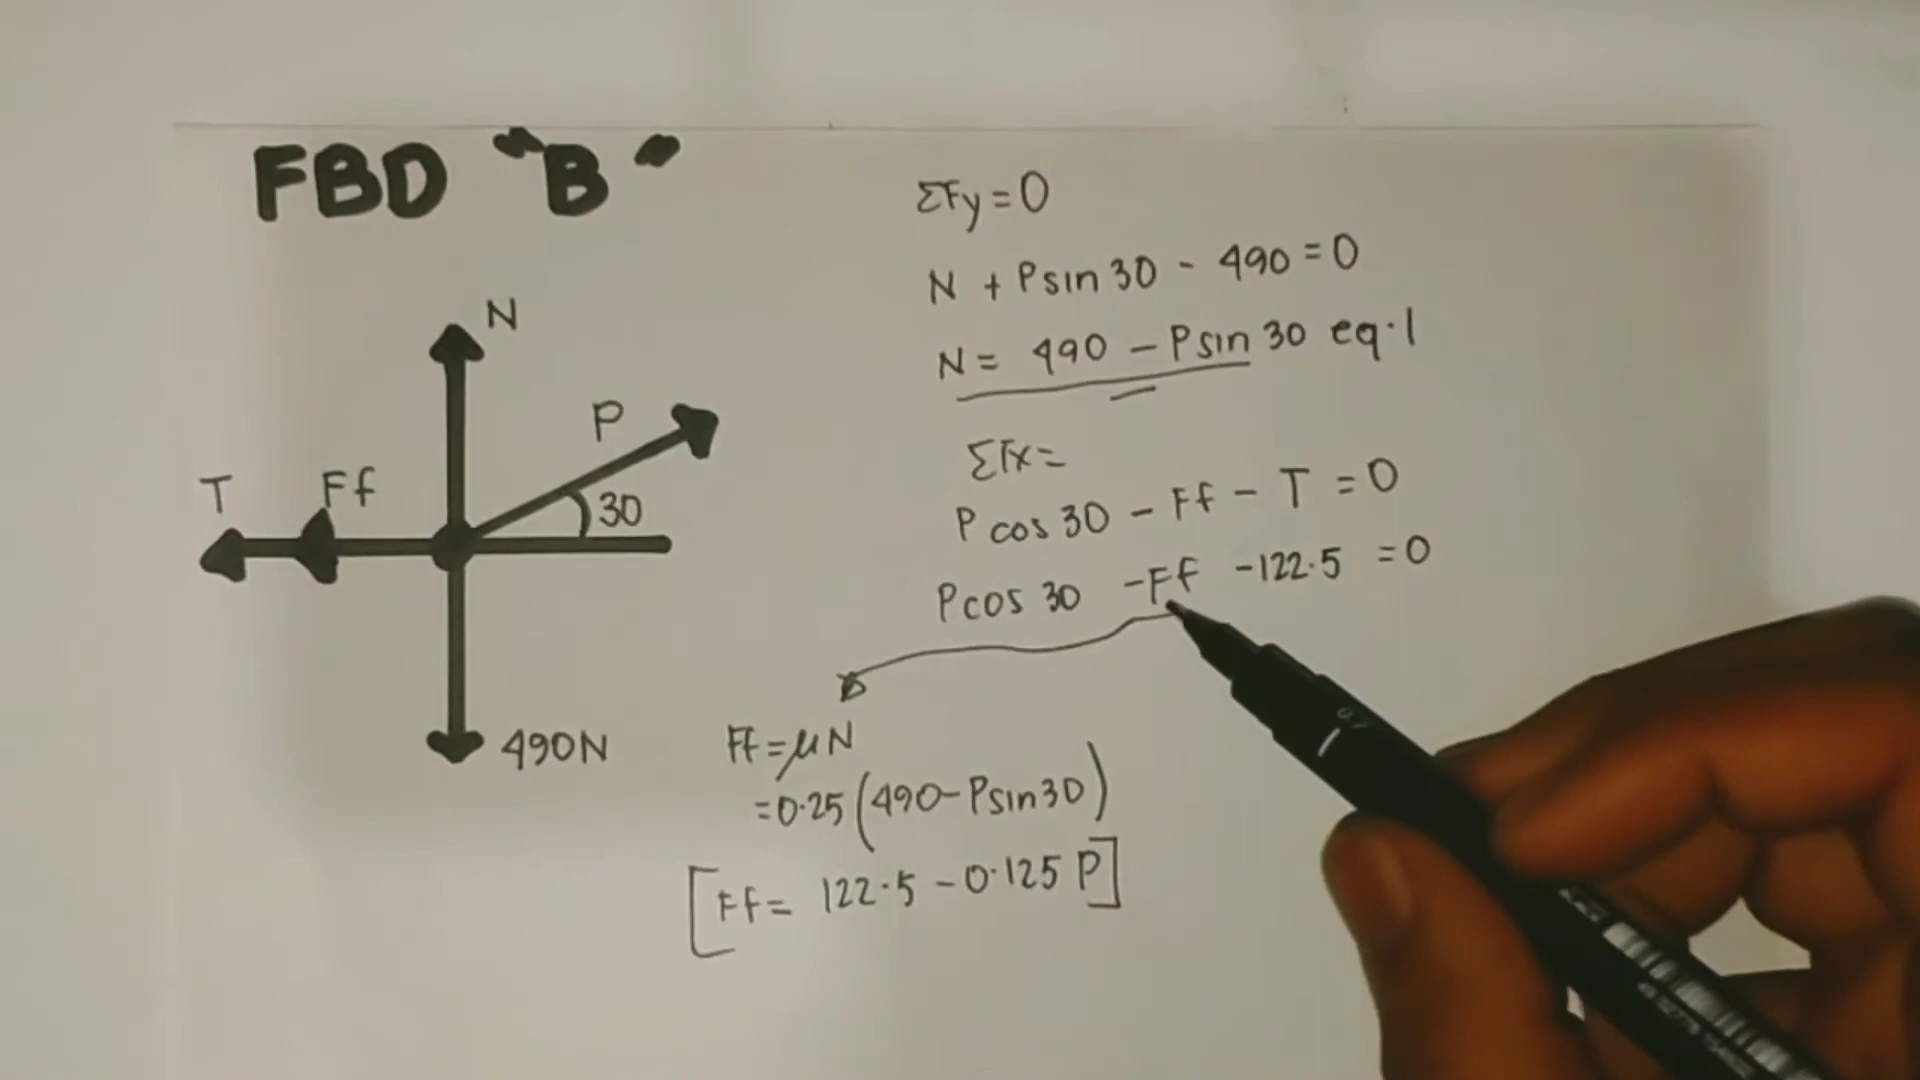 FBD "B"
N
P
T
Ff
30
490N
ΣFy=0
N + Psin 30 - 490 = 0
N = 490 - Psin 30 eq.1
ΣFx=
P cos 30 - Ff - T = 0
Pcos 30 - Ff - 122.5 = 0
Ff = μN
= 0.25 (490 - Psin30)
[Ff = 122.5 - 0.125 P]